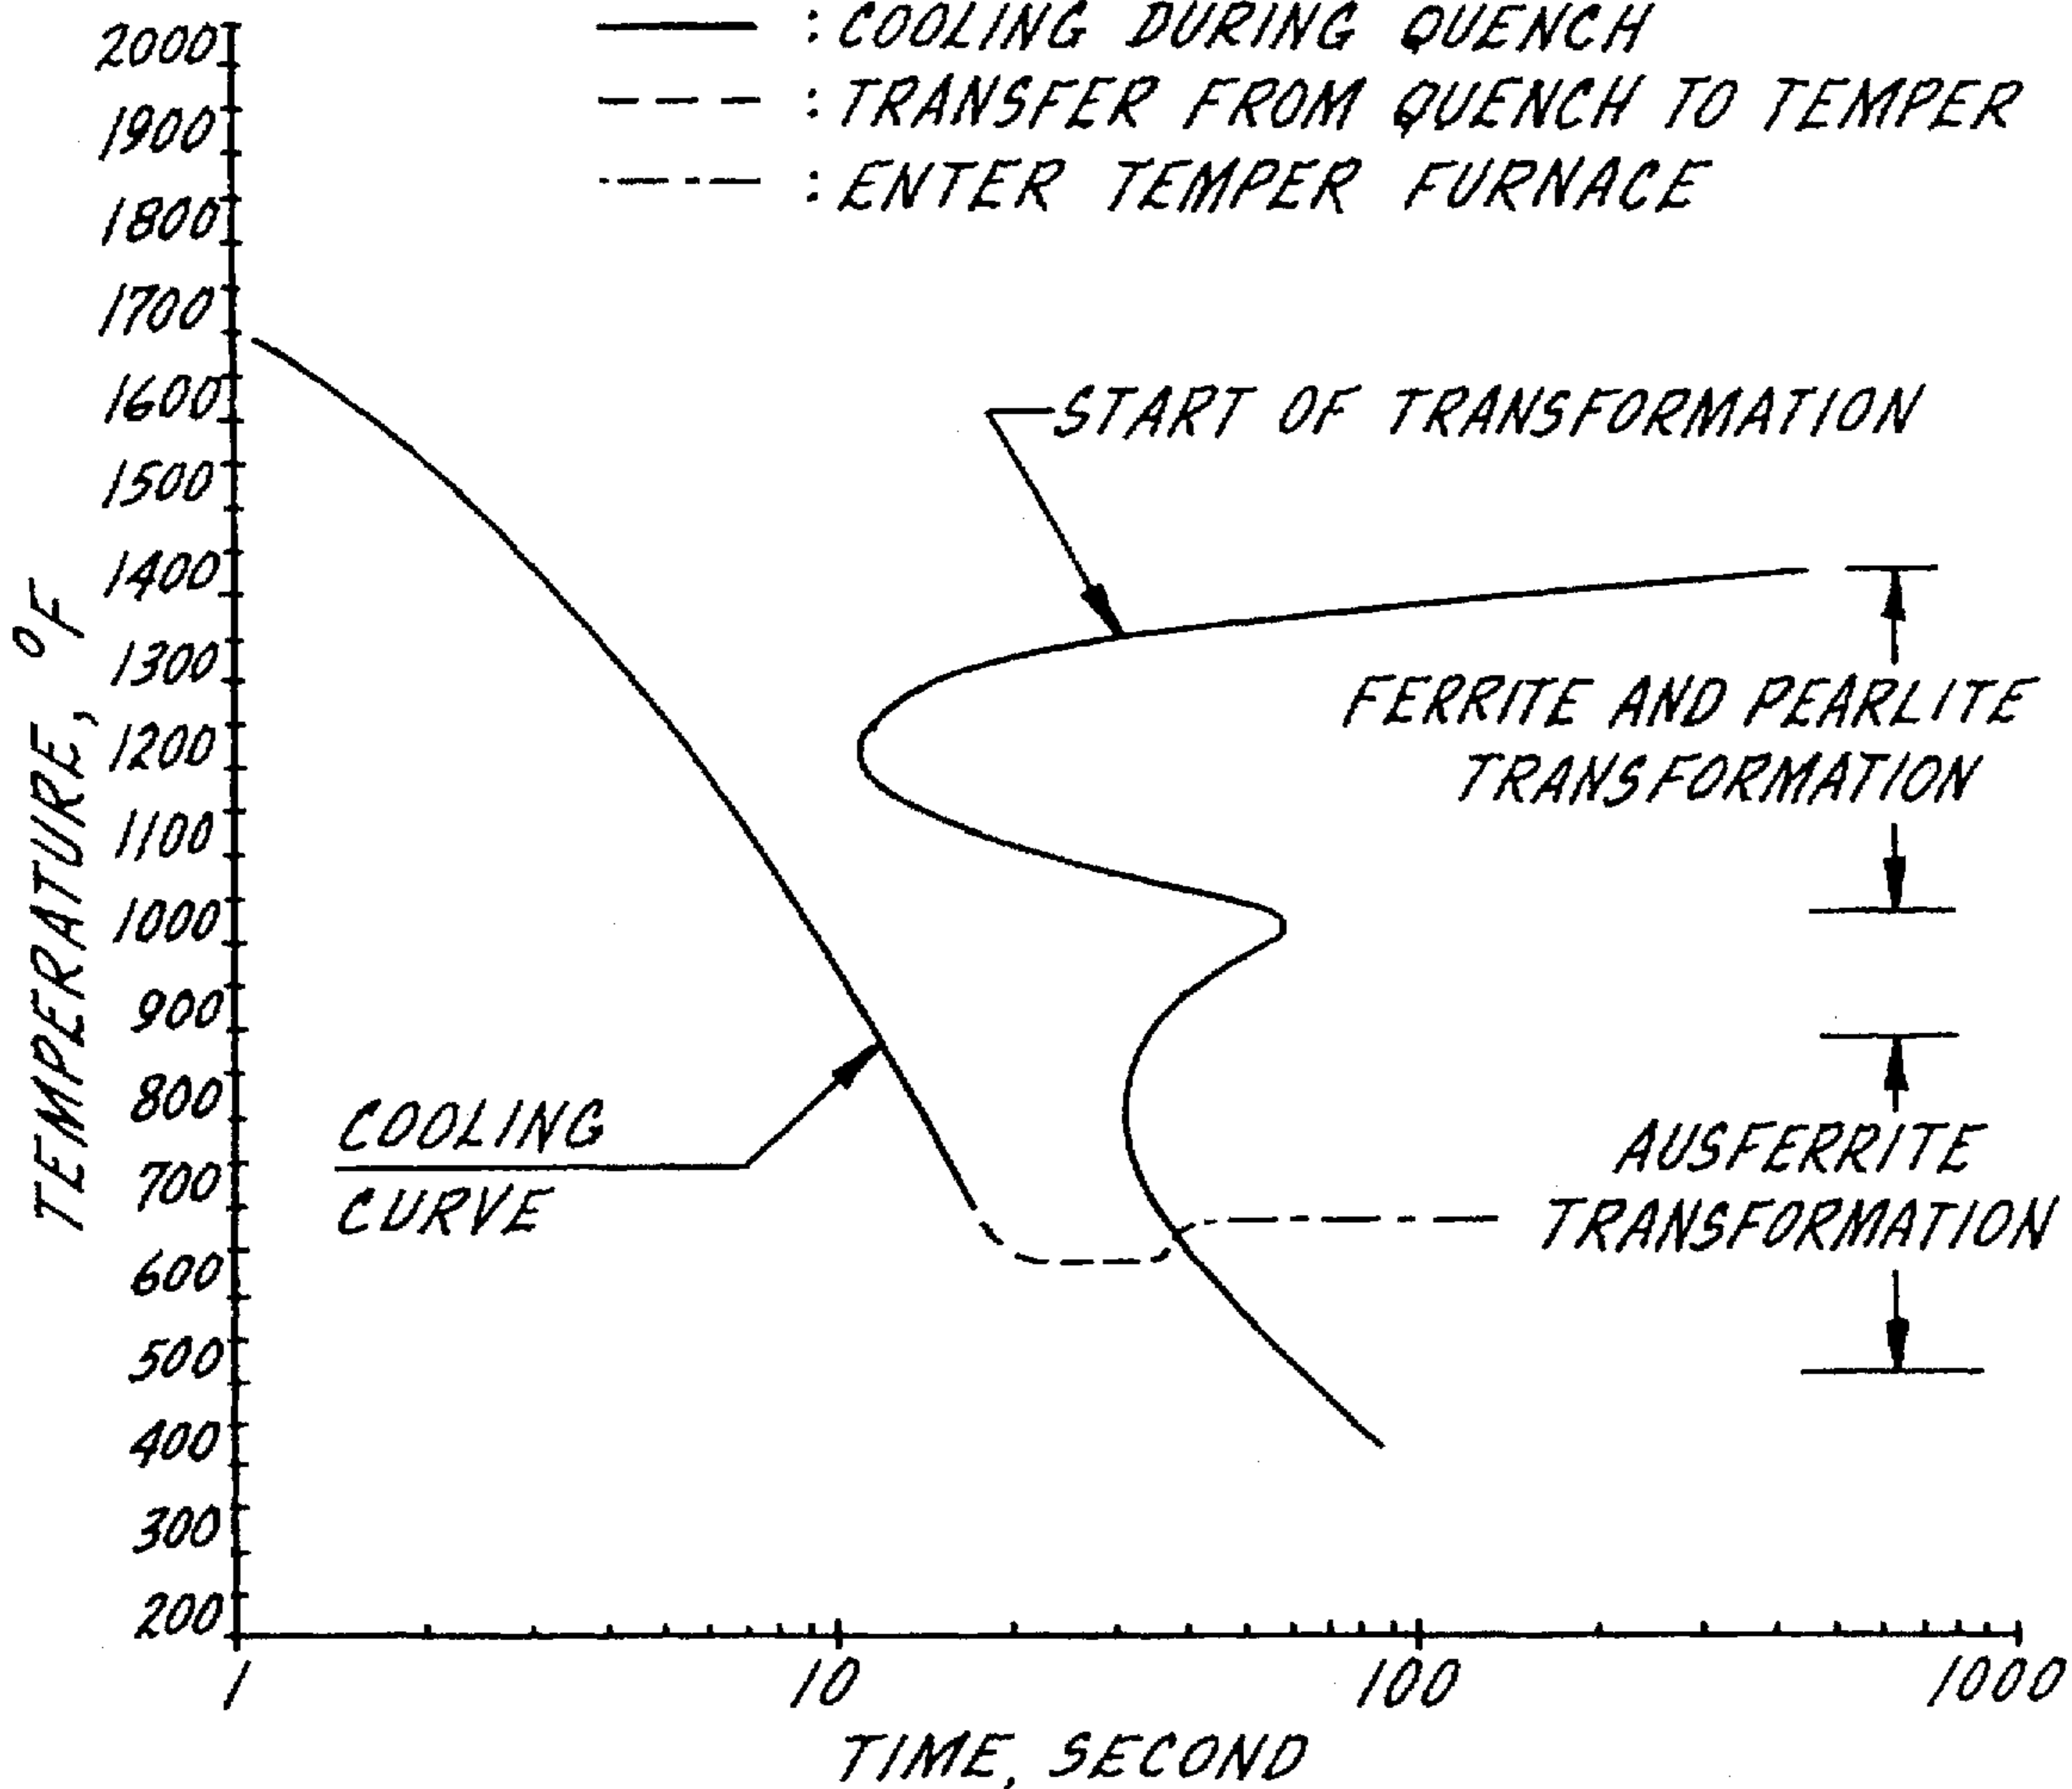 : COOLING DURING QUENCH
: TRANSFER FROM QUENCH TO TEMPER
: ENTER TEMPER FURNACE
2000
1900
1800
1700
1600
1500
1400
1300
1200
1100
1000
900
800
700
600
500
400
300
200
TEMPERATURE, °F
START OF TRANSFORMATION
FERRITE AND PEARLITE
TRANSFORMATION
COOLING
CURVE
AUSFERRITE
TRANSFORMATION
1
10
100
1000
TIME, SECOND